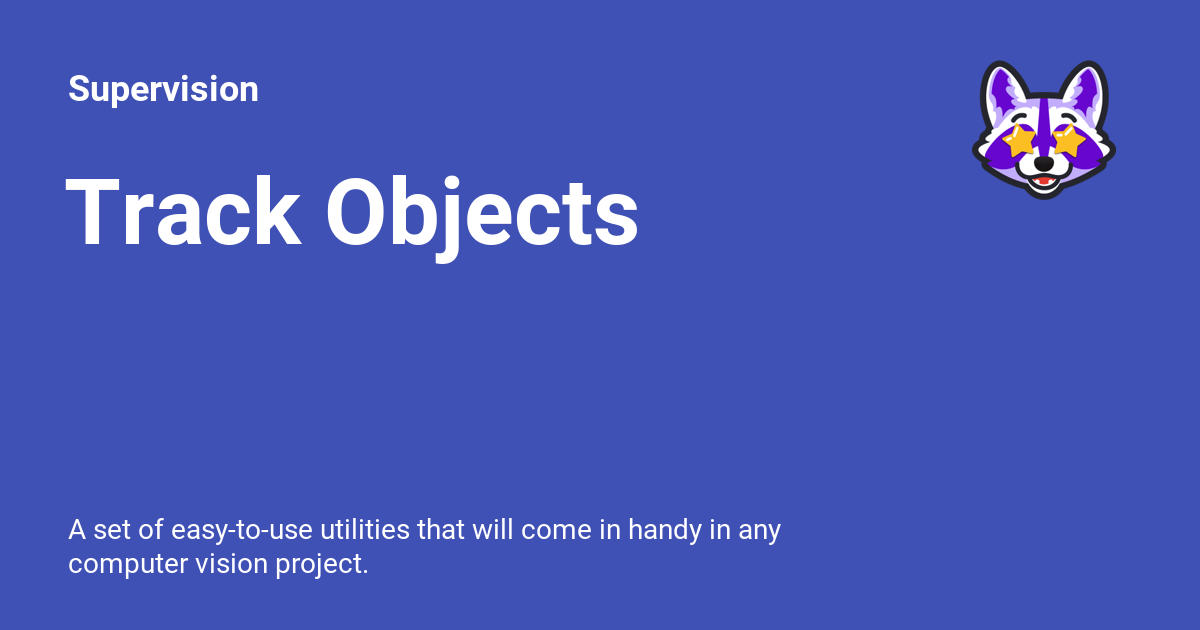 Supervision
Track Objects
A set of easy-to-use utilities that will come in handy in any
computer vision project.